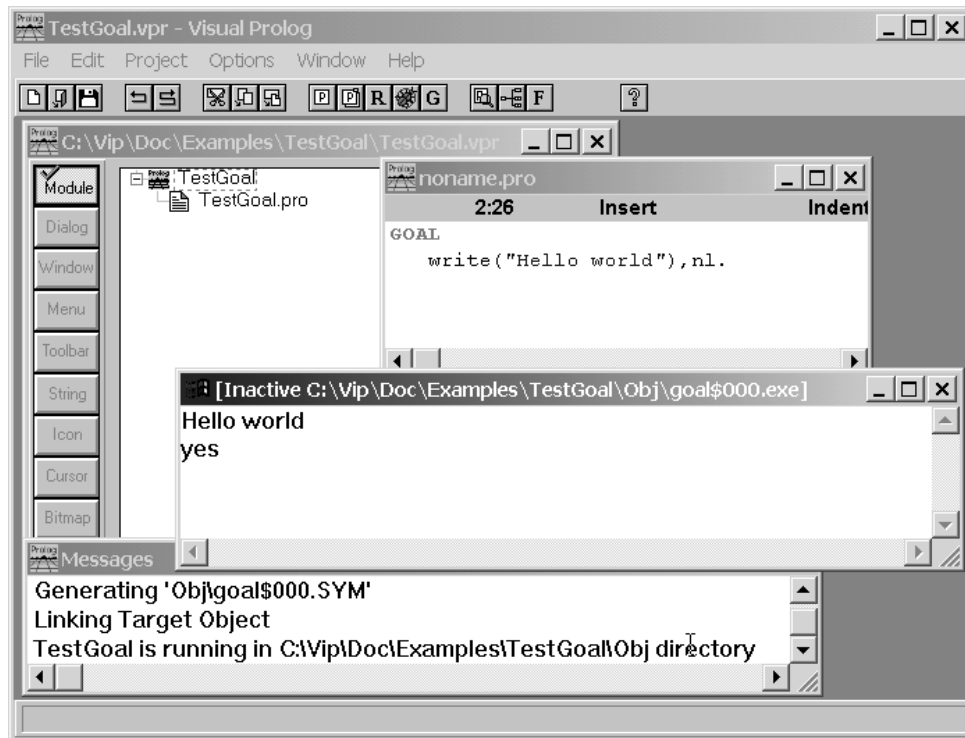 TestGoal.vpr - Visual Prolog
File Edit Project Options Window Help
P P R G F ?
C:\Vip\Doc\Examples\TestGoal\TestGoal.vpr
Module
Dialog
Window
Menu
Toolbar
String
Icon
Cursor
Bitmap
TestGoal
TestGoal.pro
noname.pro
2:26 Insert Indent
GOAL
write("Hello world"),nl.
[Inactive C:\Vip\Doc\Examples\TestGoal\Obj\goal$000.exe]
Hello world
yes
Messages
Generating 'Obj\goal$000.SYM'
Linking Target Object
TestGoal is running in C:\Vip\Doc\Examples\TestGoal\Obj directory